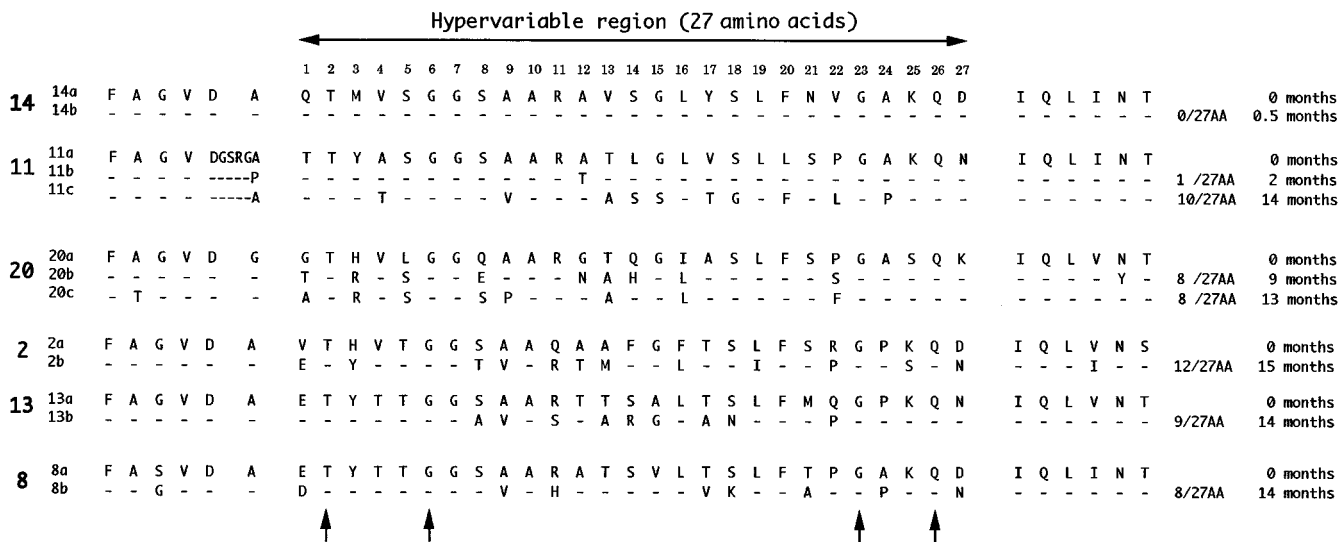 Hypervariable region (27 amino acids)
1 2 3 4 5 6 7 8 9 10 11 12 13 14 15 16 17 18 19 20 21 22 23 24 25 26 27
14 14a F A G V D A Q T M V S G G S A A R A V S G L Y S L F N V G A K Q D I Q L I N T 0 months
14b - - - - - - - - - - - - - - - - - - - - - - - - - - - - - - - - - - - - - - - 0/27AA 0.5 months
11 11a F A G V DGSRGA T T Y A S G G S A A R A T L G L V S L L S P G A K Q N I Q L I N T 0 months
11b - - - - -----P - - - - - - - - - - - T - - - - - - - - - - - - - - - - - - - - - 1 /27AA 2 months
11c - - - - -----A - - - T - - - - V - - - A S S - T G - F - L - P - - - - - - - - - 10/27AA 14 months
20 20a F A G V D G G T H V L G G Q A A R G T Q G I A S L F S P G A S Q K I Q L V N T 0 months
20b - - - - - - T - R - S - - E - - - N A H - L - - - - - S - - - - - - - - - Y - 8 /27AA 9 months
20c - T - - - - A - R - S - - S P - - - A - - L - - - - - F - - - - - - - - - - - 8 /27AA 13 months
2 2a F A G V D A V T H V T G G S A A Q A A F G F T S L F S R G P K Q D I Q L V N S 0 months
2b - - - - - - E - Y - - - - T V - R T M - - L - - I - - P - - S - N - - - I - - 12/27AA 15 months
13 13a F A G V D A E T Y T T G G S A A R T T S A L T S L F M Q G P K Q N I Q L V N T 0 months
13b - - - - - - - - - - - - - A V - S - A R G - A N - - - P - - - - - - - - - - - 9/27AA 14 months
8 8a F A S V D A E T Y T T G G S A A R A T S V L T S L F T P G A K Q D I Q L I N T 0 months
8b - - G - - - D - - - - - - - V - H - - - - - V K - - A - - P - - N - - - - - - 8/27AA 14 months